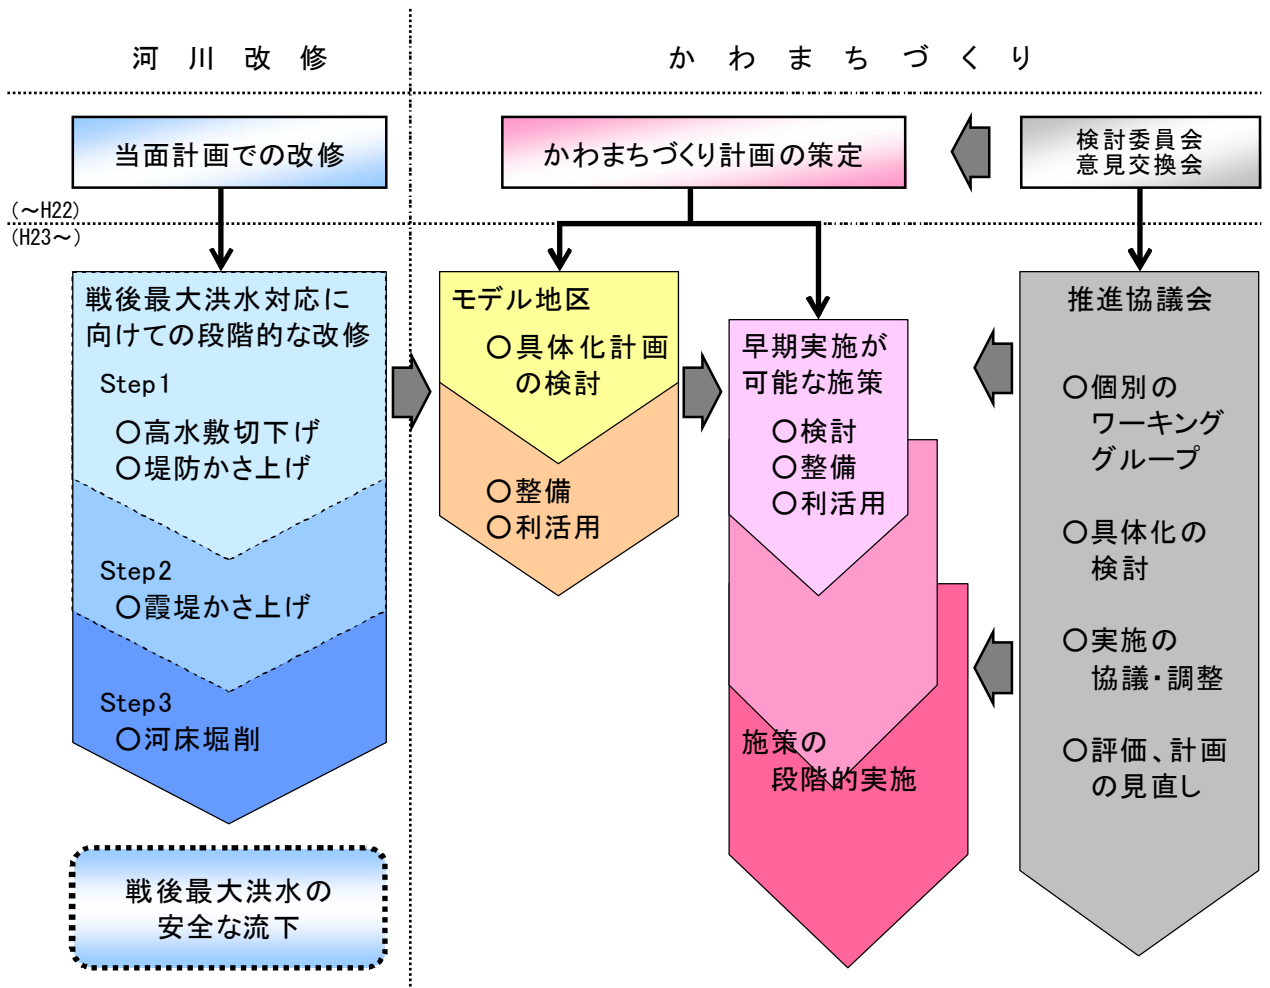 河川改修
かわまちづくり
当面計画での改修
かわまちづくり計画の策定
検討委員会
意見交換会
(～H22)
(H23～)
戦後最大洪水対応に
向けての段階的な改修
Step1
○高水敷切下げ
○堤防かさ上げ
Step2
○霞堤かさ上げ
Step3
○河床堀削
戦後最大洪水の
安全な流下
モデル地区
○具体化計画
の検討
○整備
○利活用
早期実施が
可能な施策
○検討
○整備
○利活用
施策の
段階的実施
推進協議会
○個別の
ワーキング
グループ
○具体化の
検討
○実施の
協議・調整
○評価、計画
の見直し